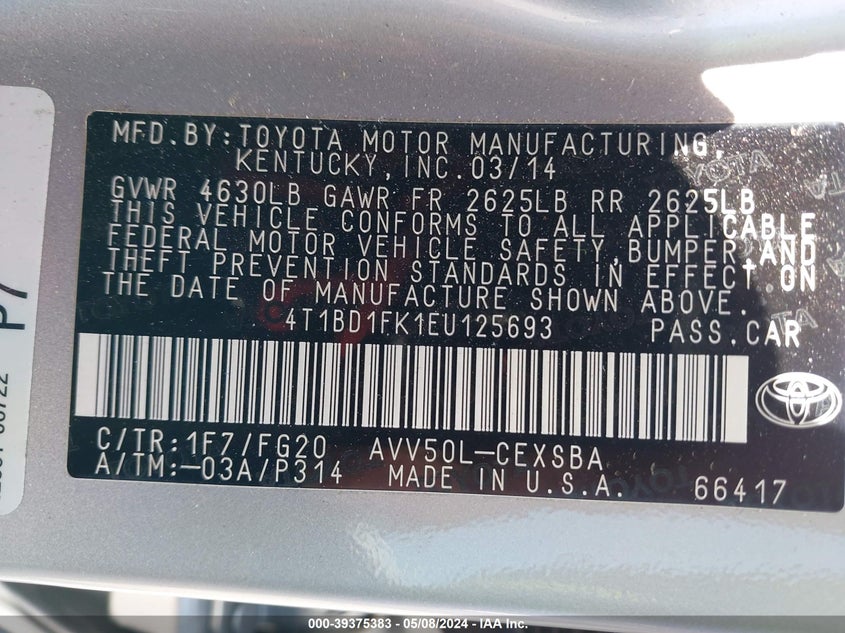 MFD.BY:TOYOTA MOTOR MANUFACTURING,
KENTUCKY, INC. 03/14
GVWR 4630LB GAWR FR 2625LB RR 2625LB
THIS VEHICLE CONFORMS TO ALL APPLICABLE
FEDERAL MOTOR VEHICLE SAFETY,BUMPER,AND
THEFT PREVENTION STANDARDS IN EFFECT ON
THE DATE OF MANUFACTURE SHOWN ABOVE.
4T1BD1FK1EU125693 PASS.CAR
C/TR:1F7/FG20 AVV50L-CEXSBA
A/TM:-03A/P314 MADE IN U.S.A. 66417
P7
000-39375383 - 05/08/2024 - IAA Inc.